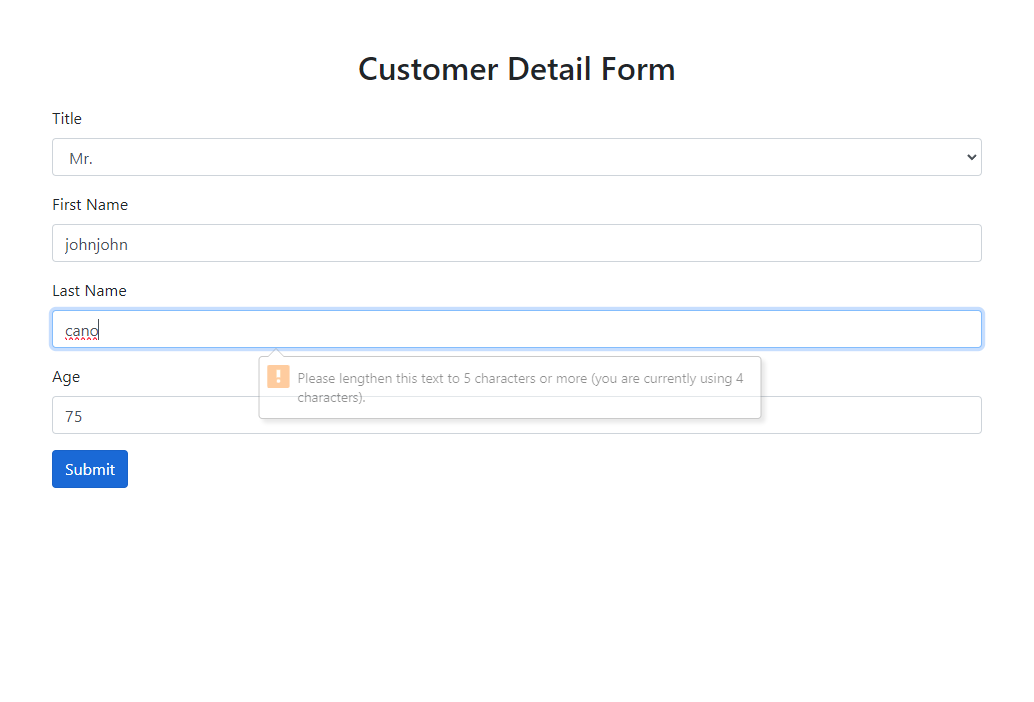 Customer Detail Form
Title
Mr.
First Name
johnjohn
Last Name
cano
Age
Please lengthen this text to 5 characters or more (you are currently using 4
characters).
75
Submit